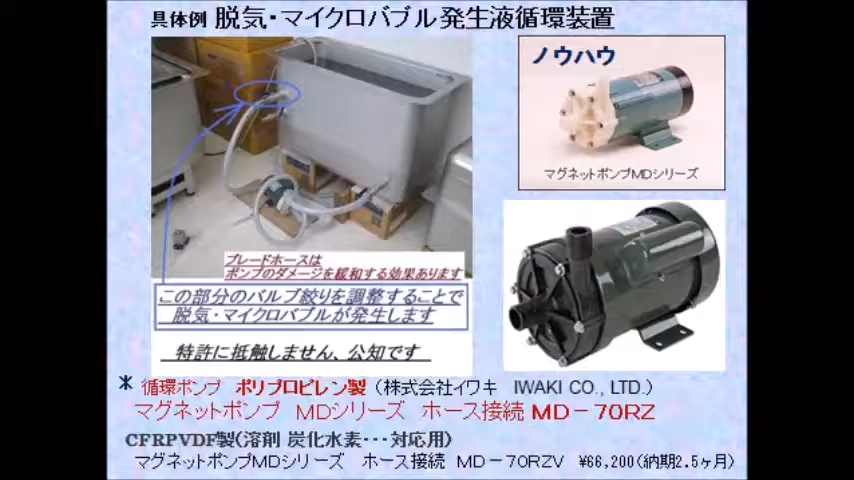 具体例 脱気・マイクロバブル発生液循環装置
ノウハウ
マグネットポンプMDシリーズ
ブレードホースは
ポンプのダメージを緩和する効果あります
この部分のバルブ絞りを調整することで
脱気・マイクロバブルが発生します
特許に抵触しません、公知です
* 循環ポンプ ポリプロピレン製 (株式会社イワキ IWAKI CO., LTD.)
マグネットポンプ MDシリーズ ホース接続 MD-70RZ
CFRPVDF製(溶剤 炭化水素・・・対応用)
マグネットポンプMDシリーズ ホース接続 MD-70RZV ¥66,200(納期2.5ヶ月)